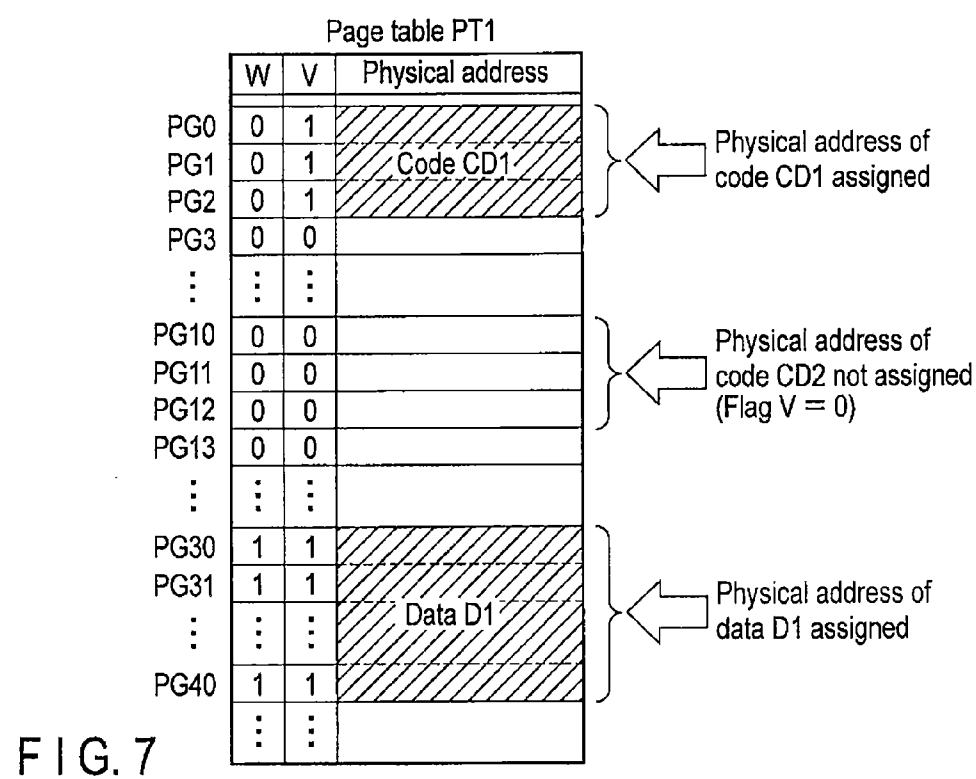 Page table PT1
W V Physical address
PG0 0 1
PG1 0 1 Code CD1
PG2 0 1
PG3 0 0
⋮ ⋮ ⋮
PG10 0 0
PG11 0 0
PG12 0 0
PG13 0 0
⋮ ⋮ ⋮
PG30 1 1
PG31 1 1
⋮ ⋮ ⋮ Data D1
PG40 1 1
⋮ ⋮
Physical address of
code CD1 assigned
Physical address of
code CD2 not assigned
(Flag V = 0)
Physical address of
data D1 assigned
FIG. 7